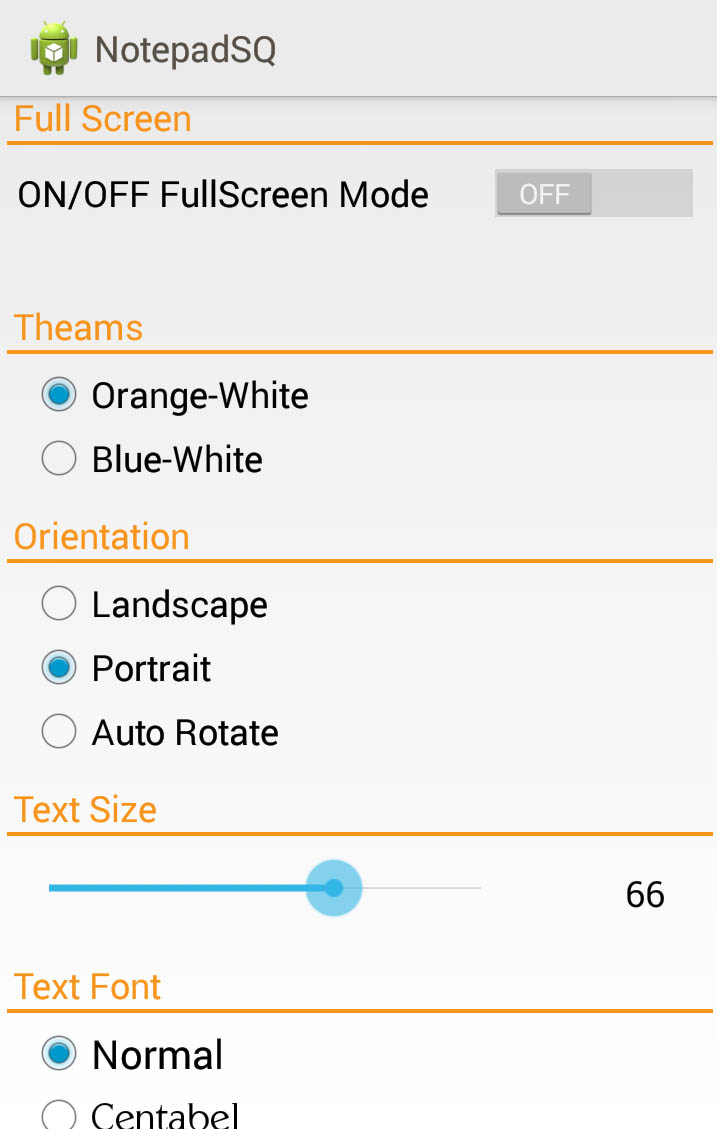 NotepadSQ
Full Screen
ON/OFF FullScreen Mode OFF
Theams
Orange-White
Blue-White
Orientation
Landscape
Portrait
Auto Rotate
Text Size
66
Text Font
Normal
Centabel